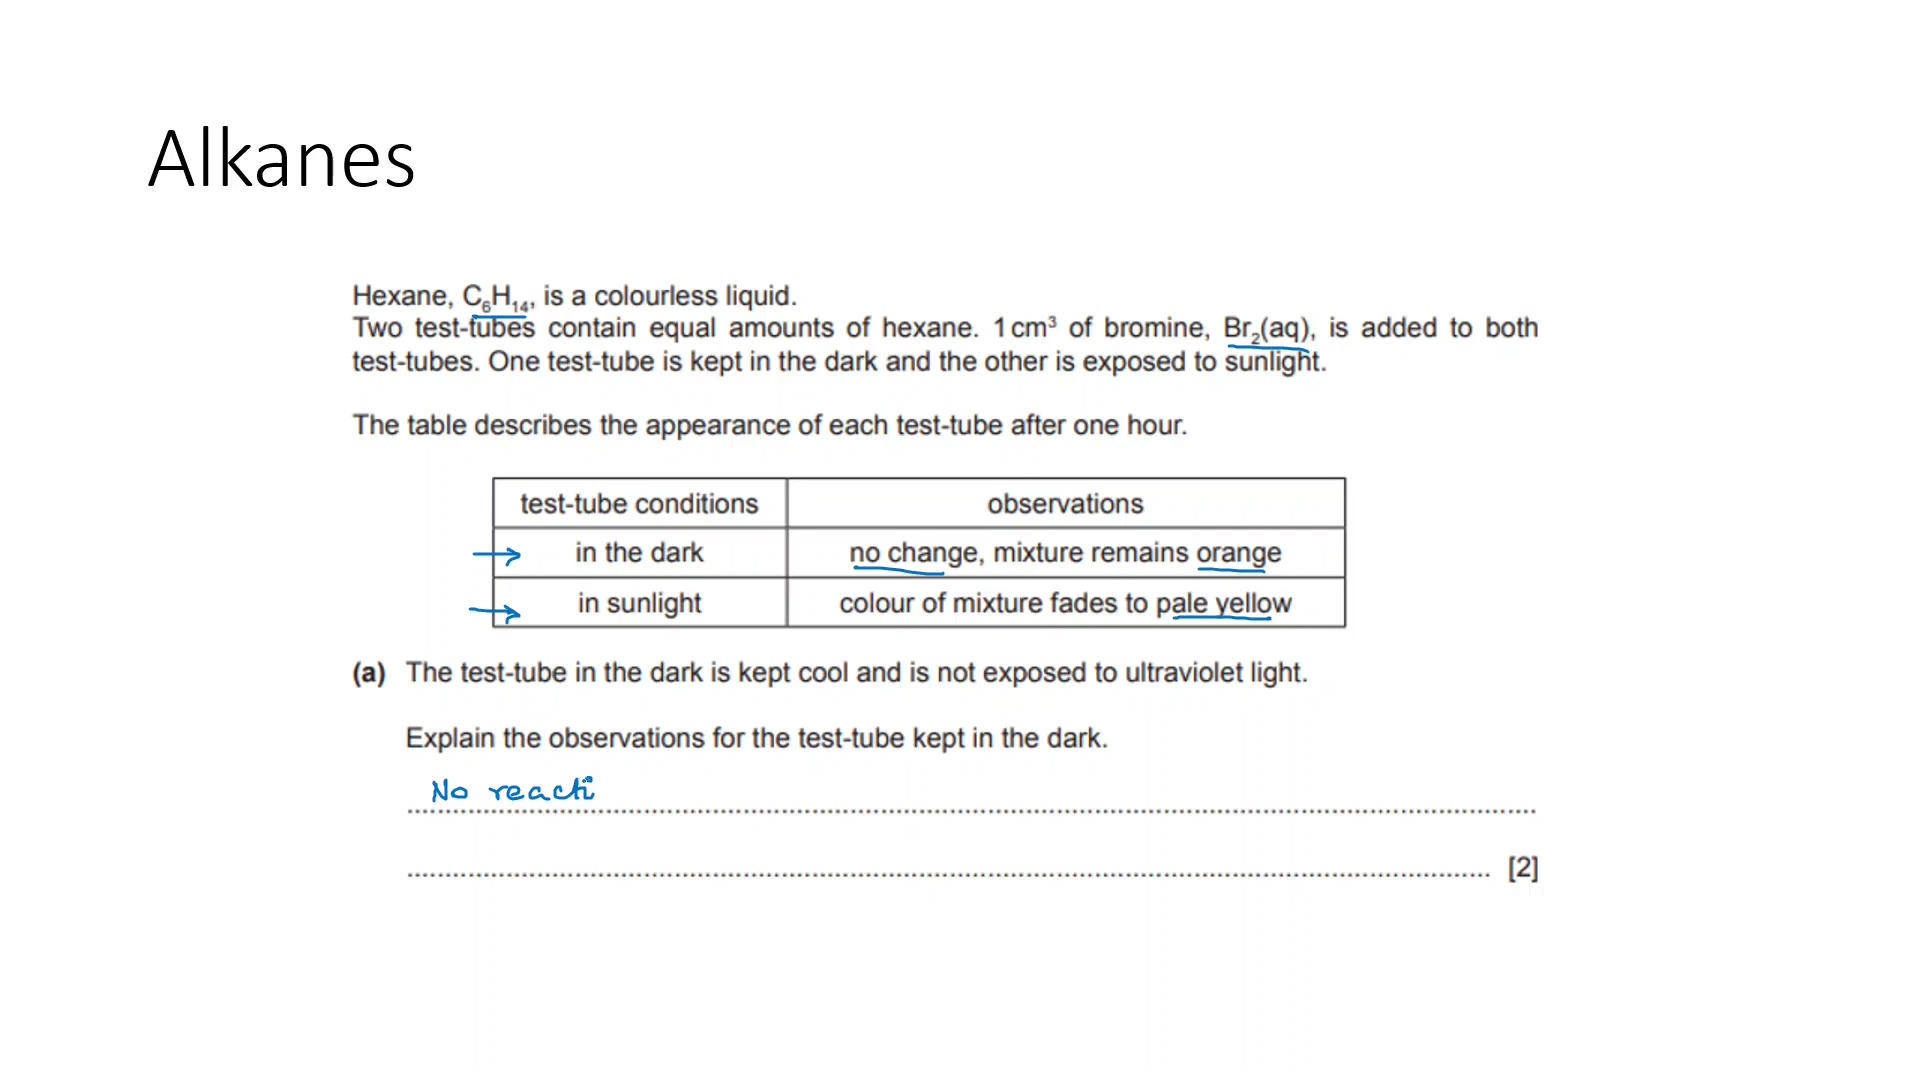 Alkanes
Hexane, C₆H₁₄, is a colourless liquid.
Two test-tubes contain equal amounts of hexane. 1 cm³ of bromine, Br₂(aq), is added to both
test-tubes. One test-tube is kept in the dark and the other is exposed to sunlight.
The table describes the appearance of each test-tube after one hour.
test-tube conditions observations
in the dark no change, mixture remains orange
in sunlight colour of mixture fades to pale yellow
(a) The test-tube in the dark is kept cool and is not exposed to ultraviolet light.
Explain the observations for the test-tube kept in the dark.
No reacti
[2]